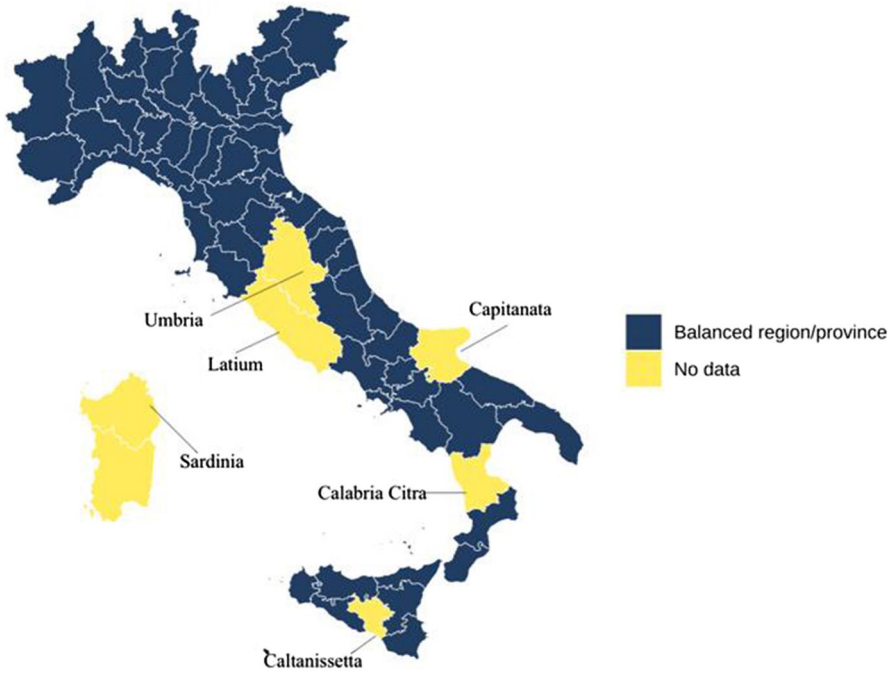 Capitanata
Umbria
Balanced region/province
Latium
No data
Sardinia
Calabria Citra
Caltanissetta